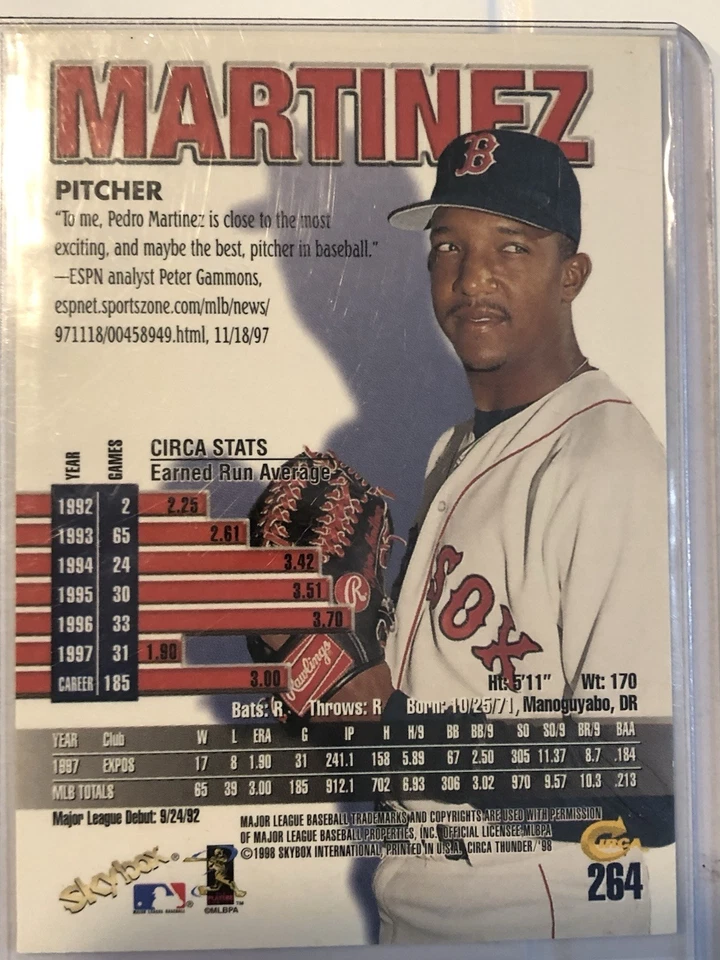 MARTINEZ
B
PITCHER
“To me, Pedro Martinez is close to the most
exciting, and maybe the best, pitcher in baseball.”
—ESPN analyst Peter Gammons,
espnet.sportszone.com/mlb/news/
971118/00458949.html, 11/18/97
YEAR GAMES CIRCA STATS
Earned Run Average
1992 2 2.25
1993 65 2.61
1994 24 3.42
1995 30 3.51
1996 33 3.70
1997 31 1.90
CAREER 185 3.00
R
Rawlings
SOX
Ht: 5'11" Wt: 170
Bats: R Throws: R Born: 10/25/71, Manoguyabo, DR
YEAR Club W L ERA G IP H H/9 BB BB/9 SO SO/9 BR/9 BAA
1997 EXPOS 17 8 1.90 31 241.1 158 5.89 67 2.50 305 11.37 8.7 .184
MLB TOTALS 65 39 3.00 185 912.1 702 6.93 306 3.02 970 9.57 10.3 .213
Major League Debut: 9/24/92
MAJOR LEAGUE BASEBALL TRADEMARKS AND COPYRIGHTS ARE USED WITH PERMISSION
OF MAJOR LEAGUE BASEBALL PROPERTIES, INC. OFFICIAL LICENSEE MLBPA
©1998 SKYBOX INTERNATIONAL, PRINTED IN U.S.A. CIRCA THUNDER/'98
SkyBox®
MAJOR LEAGUE BASEBALL®
©MLBPA
CIRCA
264